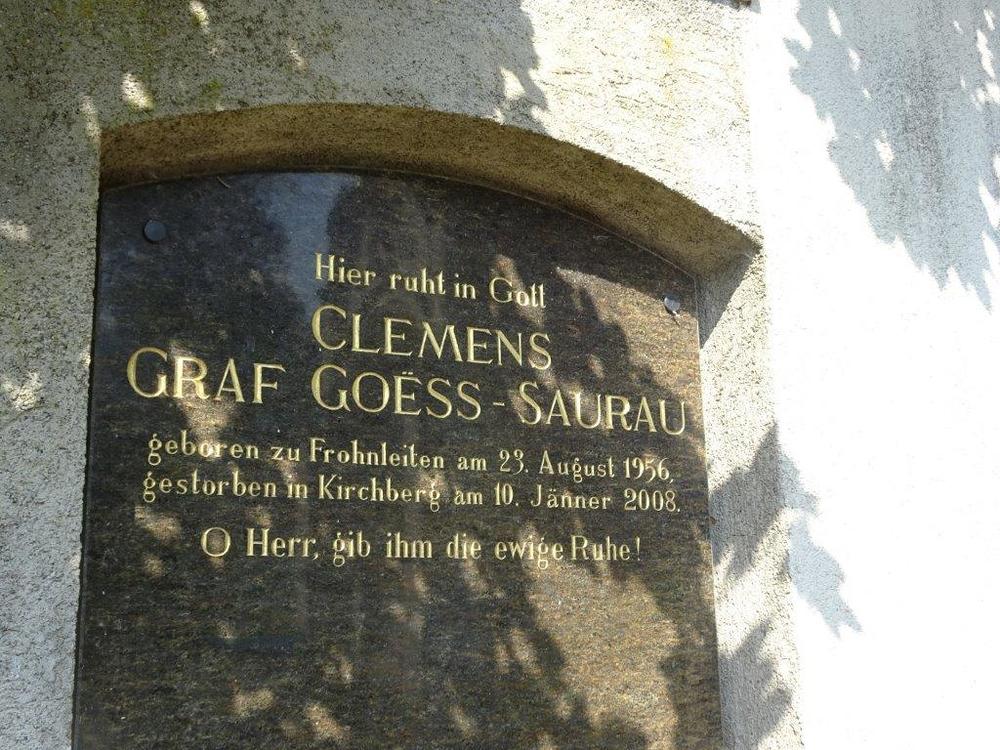 Hier ruht in Gott
CLEMENS
GRAF GOËSS - SAURAU
geboren zu Frohnleiten am 23. August 1956,
gestorben in Kirchberg am 10. Jänner 2008.
O Herr, gib ihm die ewige Ruhe!